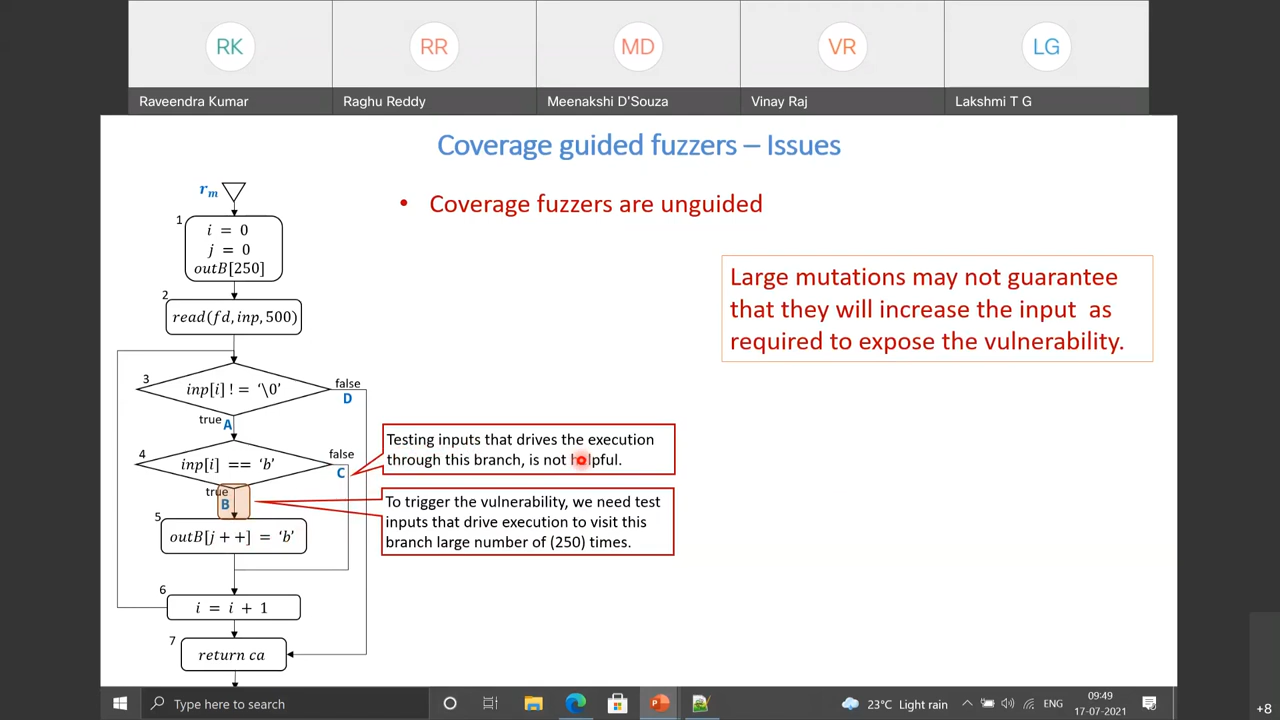 RK
RR
MD
VR
LG
Raveendra Kumar
Raghu Reddy
Meenakshi D'Souza
Vinay Raj
Lakshmi T G
Coverage guided fuzzers – Issues
• Coverage fuzzers are unguided
Large mutations may not guarantee
that they will increase the input as
required to expose the vulnerability.
rm
1
i = 0
j = 0
outB[250]
2
read(fd,inp,500)
3
inp[i]! = '\0'
false
D
true
A
4
inp[i] == 'b'
false
C
true
B
Testing inputs that drives the execution
through this branch, is not helpful.
To trigger the vulnerability, we need test
inputs that drive execution to visit this
branch large number of (250) times.
5
outB[j + +] = 'b'
6
i = i + 1
7
return ca
Type here to search
23°C Light rain
ENG
09:49
17-07-2021
+8